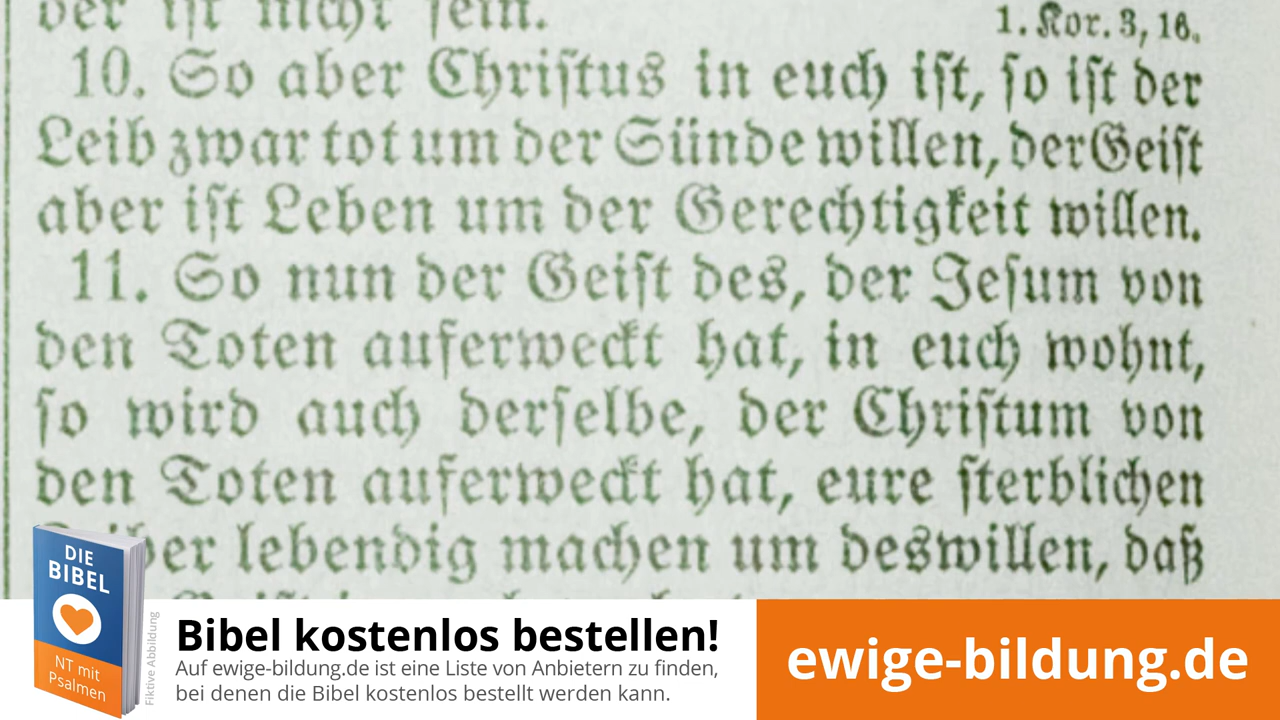 der ist nicht sein.
1. Kor. 3, 16.
10. So aber Christus in euch ist, so ist der
Leib zwar tot um der Sünde willen, der Geist
aber ist Leben um der Gerechtigkeit willen.
11. So nun der Geist des, der Jesum von
den Toten auferweckt hat, in euch wohnt,
so wird auch derselbe, der Christum von
den Toten auferweckt hat, eure sterblichen
lebendig machen um deswillen, daß
DIE
BIBEL
NT mit
Psalmen
Fiktive Abbildung
Bibel kostenlos bestellen!
Auf ewige-bildung.de ist eine Liste von Anbietern zu finden,
bei denen die Bibel kostenlos bestellt werden kann.
ewige-bildung.de